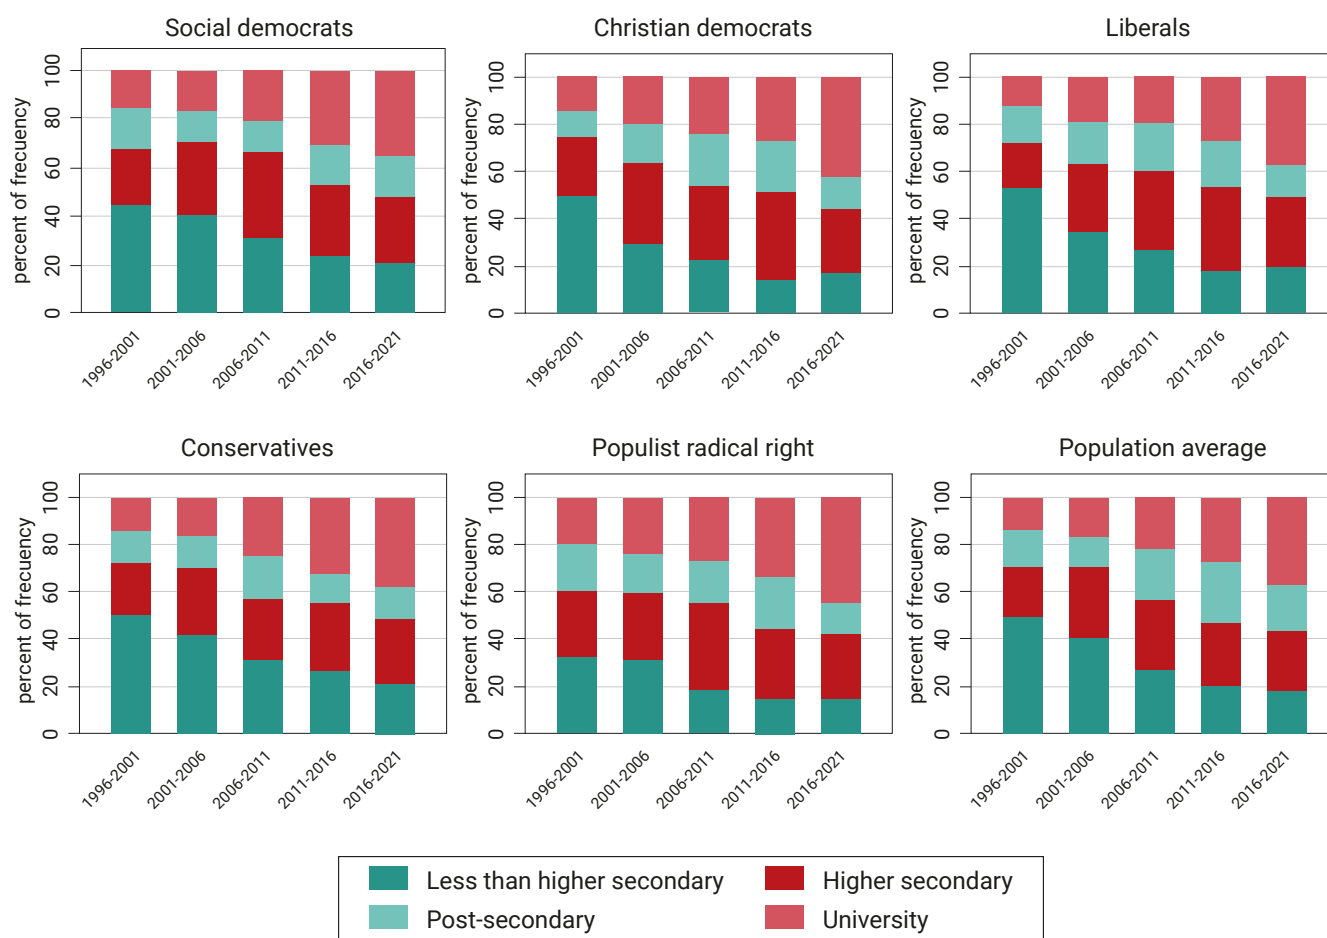 Social democrats
percent of frecuency
0 20 40 60 80 100
1996-2001 2001-2006 2006-2011 2011-2016 2016-2021
Christian democrats
percent of frecuency
0 20 40 60 80 100
1996-2001 2001-2006 2006-2011 2011-2016 2016-2021
Liberals
percent of frecuency
0 20 40 60 80 100
1996-2001 2001-2006 2006-2011 2011-2016 2016-2021
Conservatives
percent of frecuency
0 20 40 60 80 100
1996-2001 2001-2006 2006-2011 2011-2016 2016-2021
Populist radical right
percent of frecuency
0 20 40 60 80 100
1996-2001 2001-2006 2006-2011 2011-2016 2016-2021
Population average
percent of frecuency
0 20 40 60 80 100
1996-2001 2001-2006 2006-2011 2011-2016 2016-2021
Less than higher secondary
Higher secondary
Post-secondary
University